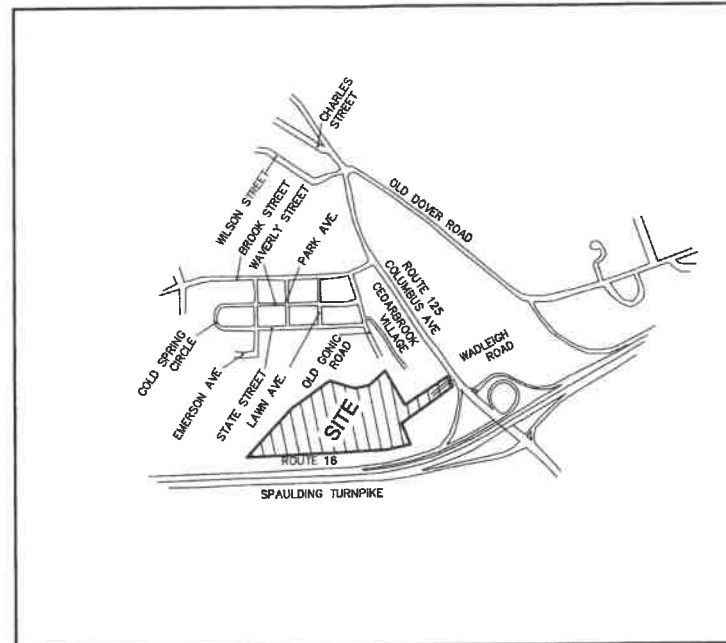 CHARLES
STREET
WILSON STREET
BROOK STREET
WAVERLY STREET
PARK AVE.
OLD DOVER ROAD
ROUTE 125
COLUMBUS AVE
CEDARBROOK
VILLAGE
WADLEIGH
ROAD
COLD SPRING
CIRCLE
EMERSON AVE.
STATE STREET
LAWN AVE.
OLD GONIC
ROAD
SITE
ROUTE 16
SPAULDING TURNPIKE